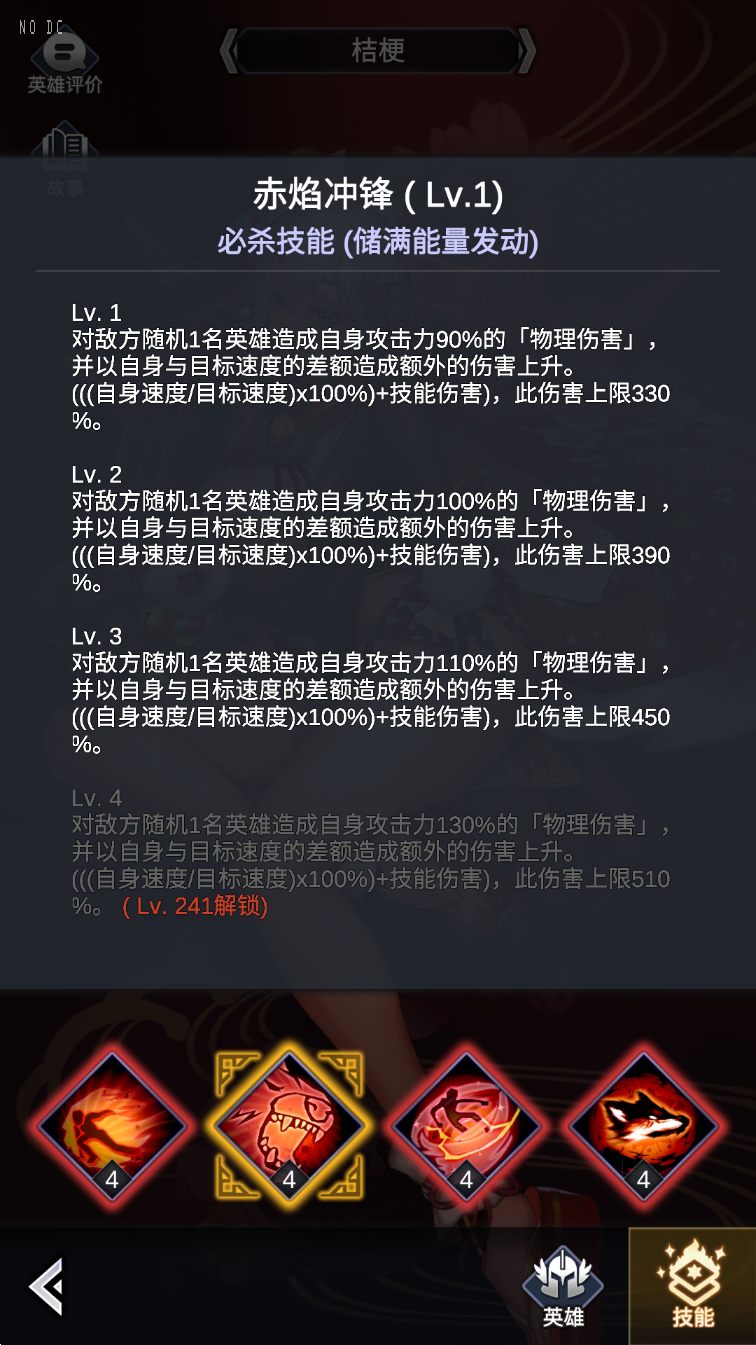 NO DC
桔梗
英雄评价
故事
赤焰冲锋 ( Lv.1)
必杀技能 (储满能量发动)
Lv. 1
对敌方随机1名英雄造成自身攻击力90%的「物理伤害」，
并以自身与目标速度的差额造成额外的伤害上升。
(((自身速度/目标速度)x100%)+技能伤害)，此伤害上限330
%。
Lv. 2
对敌方随机1名英雄造成自身攻击力100%的「物理伤害」，
并以自身与目标速度的差额造成额外的伤害上升。
(((自身速度/目标速度)x100%)+技能伤害)，此伤害上限390
%。
Lv. 3
对敌方随机1名英雄造成自身攻击力110%的「物理伤害」，
并以自身与目标速度的差额造成额外的伤害上升。
(((自身速度/目标速度)x100%)+技能伤害)，此伤害上限450
%。
Lv. 4
对敌方随机1名英雄造成自身攻击力130%的「物理伤害」，
并以自身与目标速度的差额造成额外的伤害上升。
(((自身速度/目标速度)x100%)+技能伤害)，此伤害上限510
%。 ( Lv. 241解锁)
4 4 4 4
英雄 技能